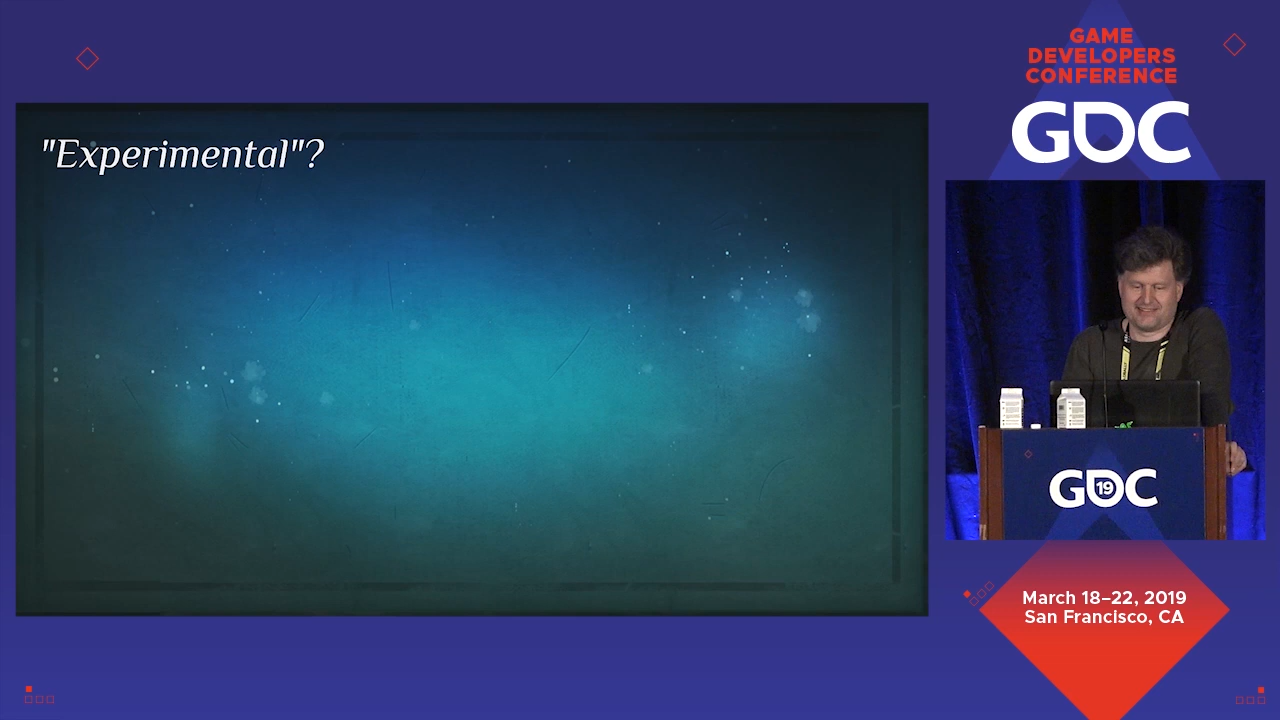 "Experimental"?
GAME
DEVELOPERS
CONFERENCE
GDC
GDC
19
March 18–22, 2019
San Francisco, CA